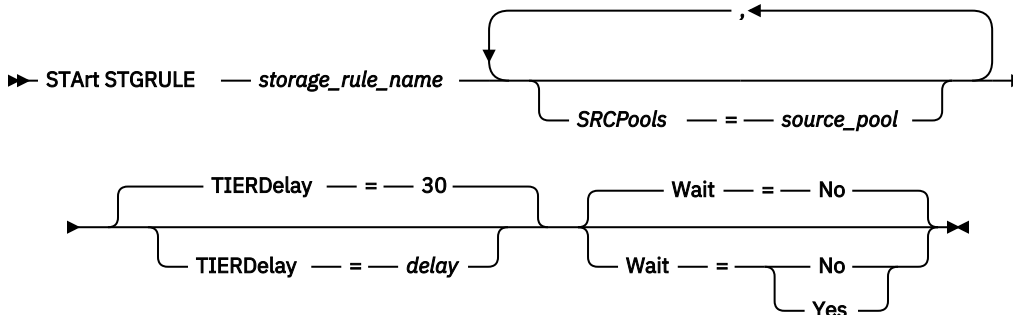 ,
STArt STGRULE storage_rule_name
SRCPools = source_pool
TIERDelay = 30 Wait = No
TIERDelay = delay Wait = No
Yes